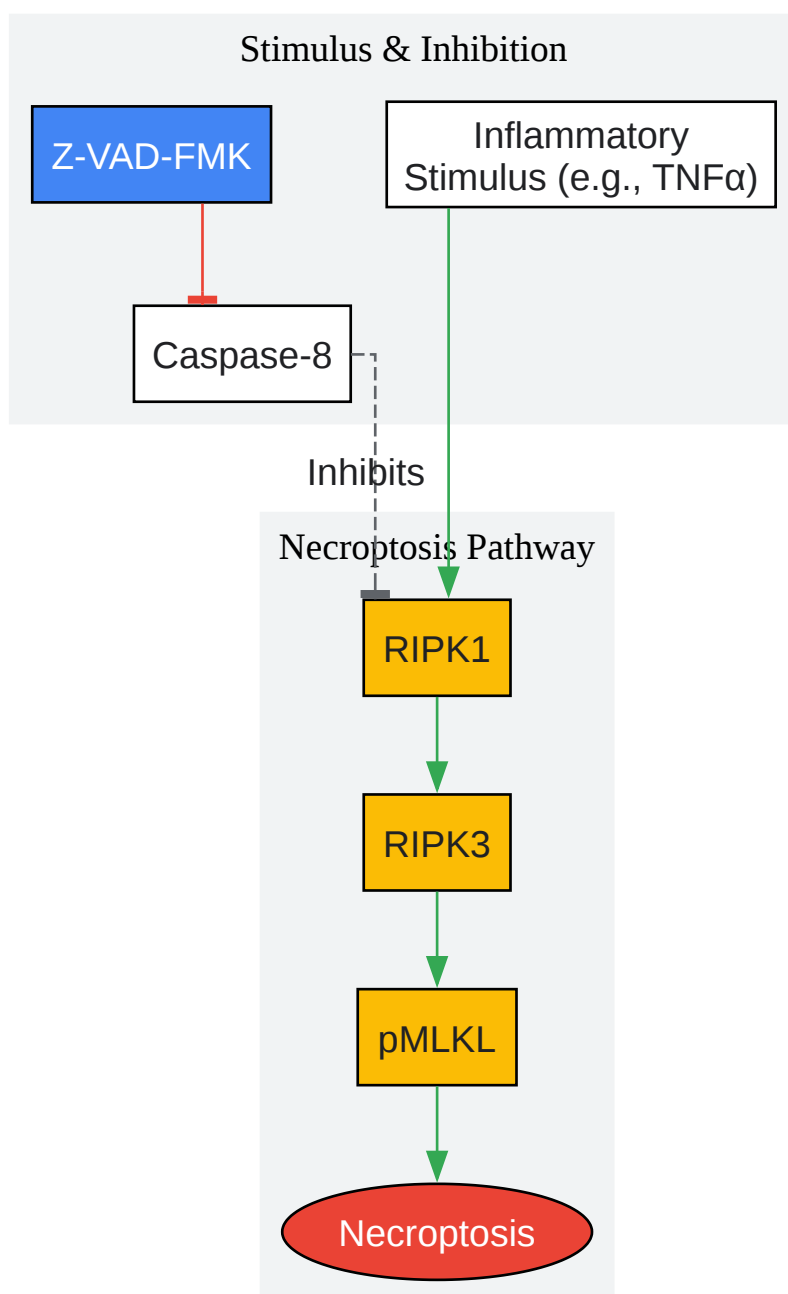 Stimulus & Inhibition
Z-VAD-FMK
Inflammatory
Stimulus (e.g., TNFα)
Caspase-8
Inhibits
Necroptosis Pathway
RIPK1
RIPK3
pMLKL
Necroptosis